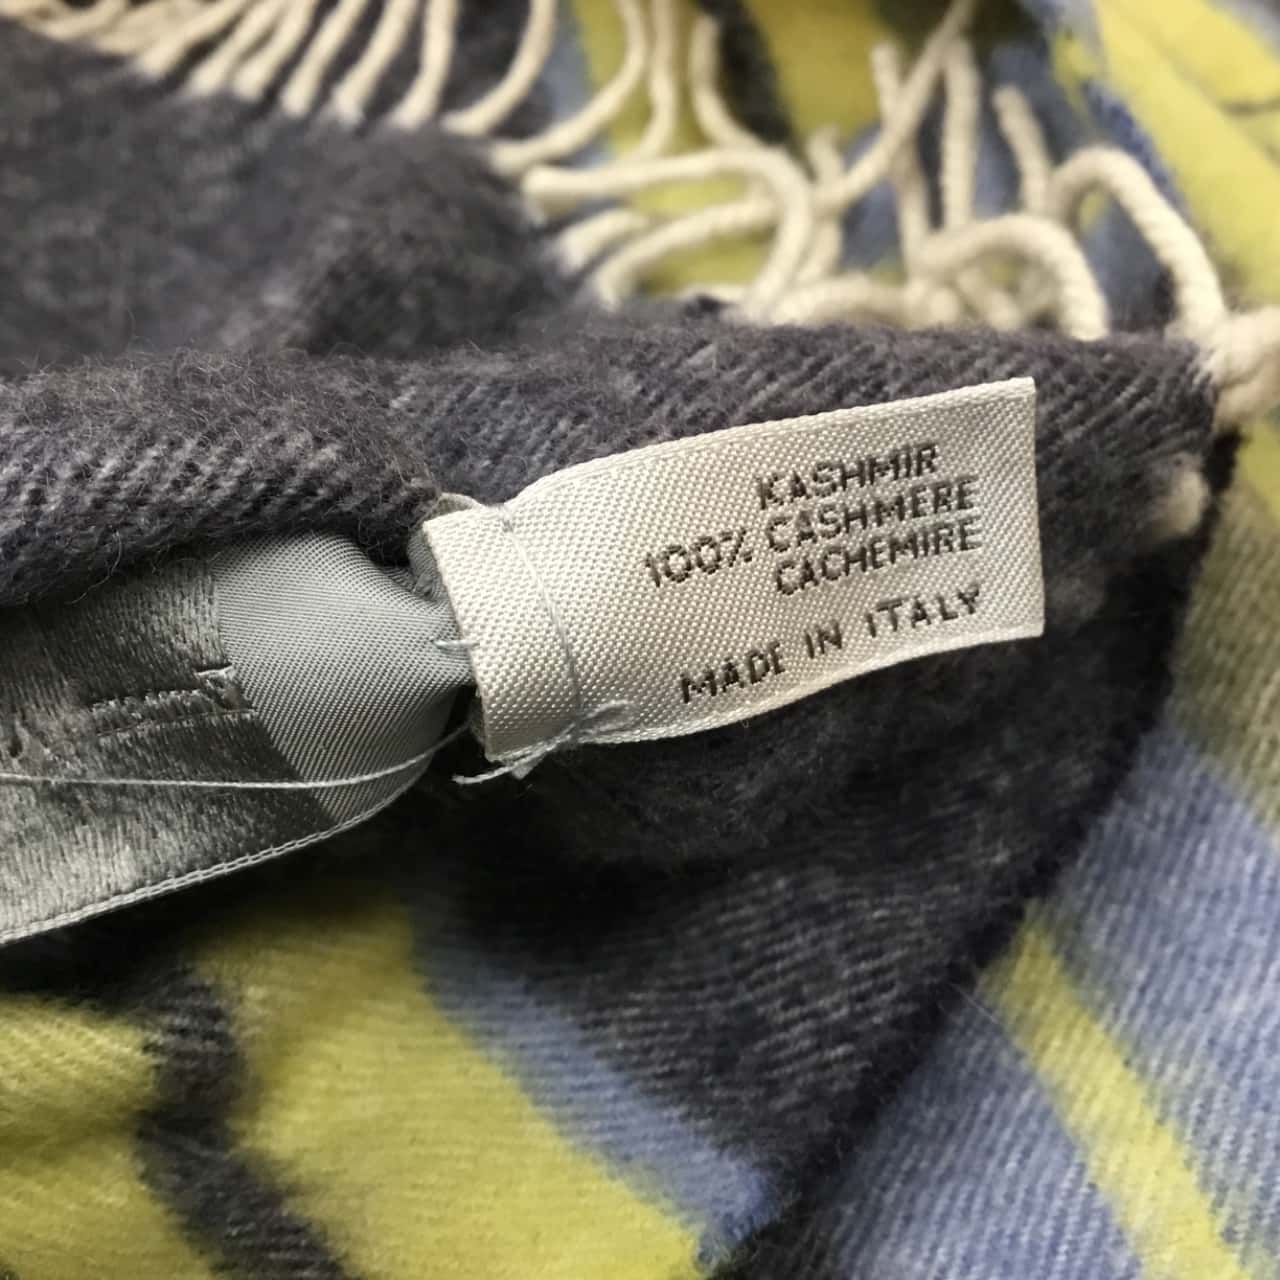 KASHMIR
100% CASHMERE
CACHEMIRE
MADE IN ITALY